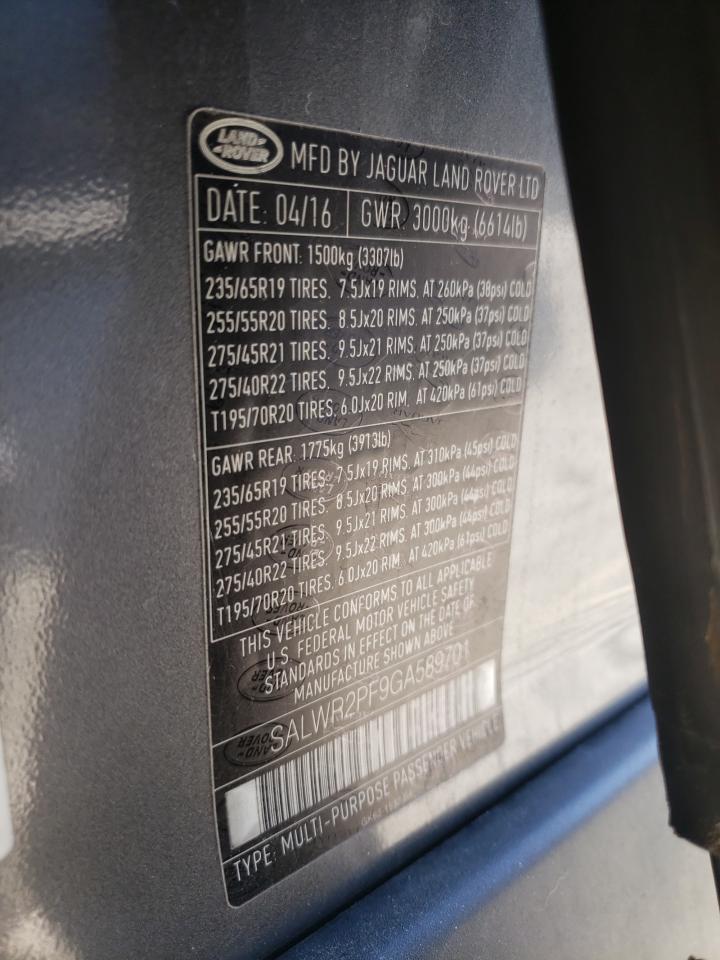 LAND ROVER
MFD BY JAGUAR LAND ROVER LTD
DATE: 04/16 GWR: 3000kg (6614lb)
GAWR FRONT: 1500kg (3307lb)
235/65R19 TIRES. 7.5Jx19 RIMS. AT 260kPa (38psi) COLD
255/55R20 TIRES. 8.5Jx20 RIMS. AT 250kPa (37psi) COLD
275/45R21 TIRES. 9.5Jx21 RIMS. AT 250kPa (37psi) COLD
275/40R22 TIRES. 9.5Jx22 RIMS. AT 250kPa (37psi) COLD
T195/70R20 TIRES. 6.0Jx20 RIM. AT 420kPa (61psi) COLD
GAWR REAR: 1775kg (3913lb)
235/65R19 TIRES. 7.5Jx19 RIMS. AT 310kPa (45psi) COLD
255/55R20 TIRES. 8.5Jx20 RIMS. AT 300kPa (44psi) COLD
275/45R21 TIRES. 9.5Jx21 RIMS. AT 300kPa (44psi) COLD
275/40R22 TIRES. 9.5Jx22 RIMS. AT 300kPa (44psi) COLD
T195/70R20 TIRES. 6.0Jx20 RIM. AT 420kPa (61psi) COLD
THIS VEHICLE CONFORMS TO ALL APPLICABLE
U.S. FEDERAL MOTOR VEHICLE SAFETY
STANDARDS IN EFFECT ON THE DATE OF
MANUFACTURE SHOWN ABOVE
SALWR2PF9GA589701
TYPE: MULTI-PURPOSE PASSENGER VEHICLE